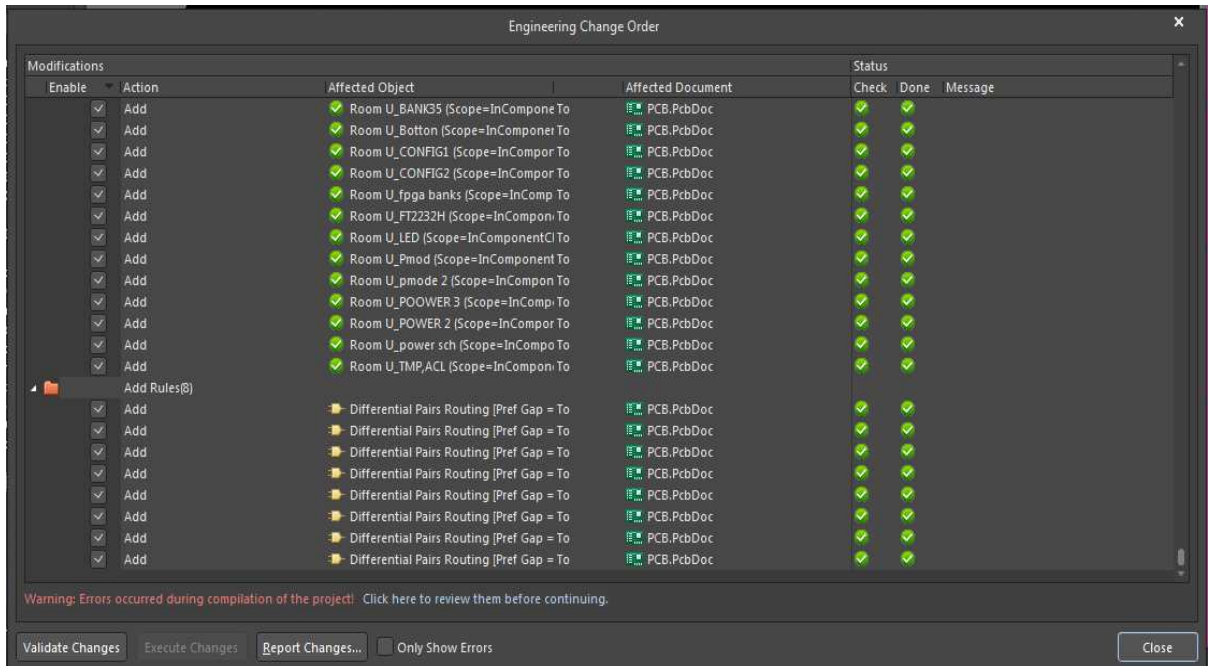 Engineering Change Order
Modifications Status
Enable Action Affected Object Affected Document Check Done Message
Add Room U_BANK35 (Scope=InCompone To PCB.PcbDoc
Add Room U_Botton (Scope=InComponer To PCB.PcbDoc
Add Room U_CONFIG1 (Scope=InCompor To PCB.PcbDoc
Add Room U_CONFIG2 (Scope=InCompor To PCB.PcbDoc
Add Room U_fpga banks (Scope=InComp To PCB.PcbDoc
Add Room U_FT2232H (Scope=InCompon To PCB.PcbDoc
Add Room U_LED (Scope=InComponentCl To PCB.PcbDoc
Add Room U_Pmod (Scope=InComponent To PCB.PcbDoc
Add Room U_pmode 2 (Scope=InCompon To PCB.PcbDoc
Add Room U_POOWER 3 (Scope=InComp To PCB.PcbDoc
Add Room U_POWER 2 (Scope=InCompor To PCB.PcbDoc
Add Room U_power sch (Scope=InCompo To PCB.PcbDoc
Add Room U_TMP,ACL (Scope=InCompon To PCB.PcbDoc
Add Rules(8)
Add Differential Pairs Routing [Pref Gap = To PCB.PcbDoc
Add Differential Pairs Routing [Pref Gap = To PCB.PcbDoc
Add Differential Pairs Routing [Pref Gap = To PCB.PcbDoc
Add Differential Pairs Routing [Pref Gap = To PCB.PcbDoc
Add Differential Pairs Routing [Pref Gap = To PCB.PcbDoc
Add Differential Pairs Routing [Pref Gap = To PCB.PcbDoc
Add Differential Pairs Routing [Pref Gap = To PCB.PcbDoc
Add Differential Pairs Routing [Pref Gap = To PCB.PcbDoc
Warning: Errors occurred during compilation of the project! Click here to review them before continuing.
Validate Changes Execute Changes Report Changes... Only Show Errors Close